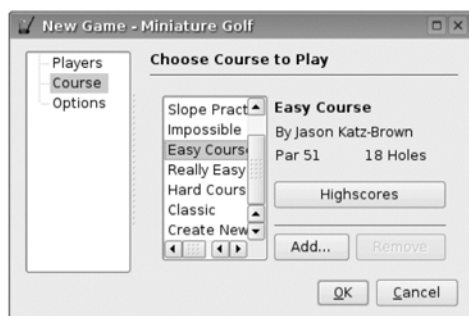 New Game - Miniature Golf
Players
Course
Options
Choose Course to Play
Slope Pract
Impossible
Easy Cours
Really Easy
Hard Cours
Classic
Create New
Easy Course
By Jason Katz-Brown
Par 51 18 Holes
Highscores
Add... Remove
OK Cancel